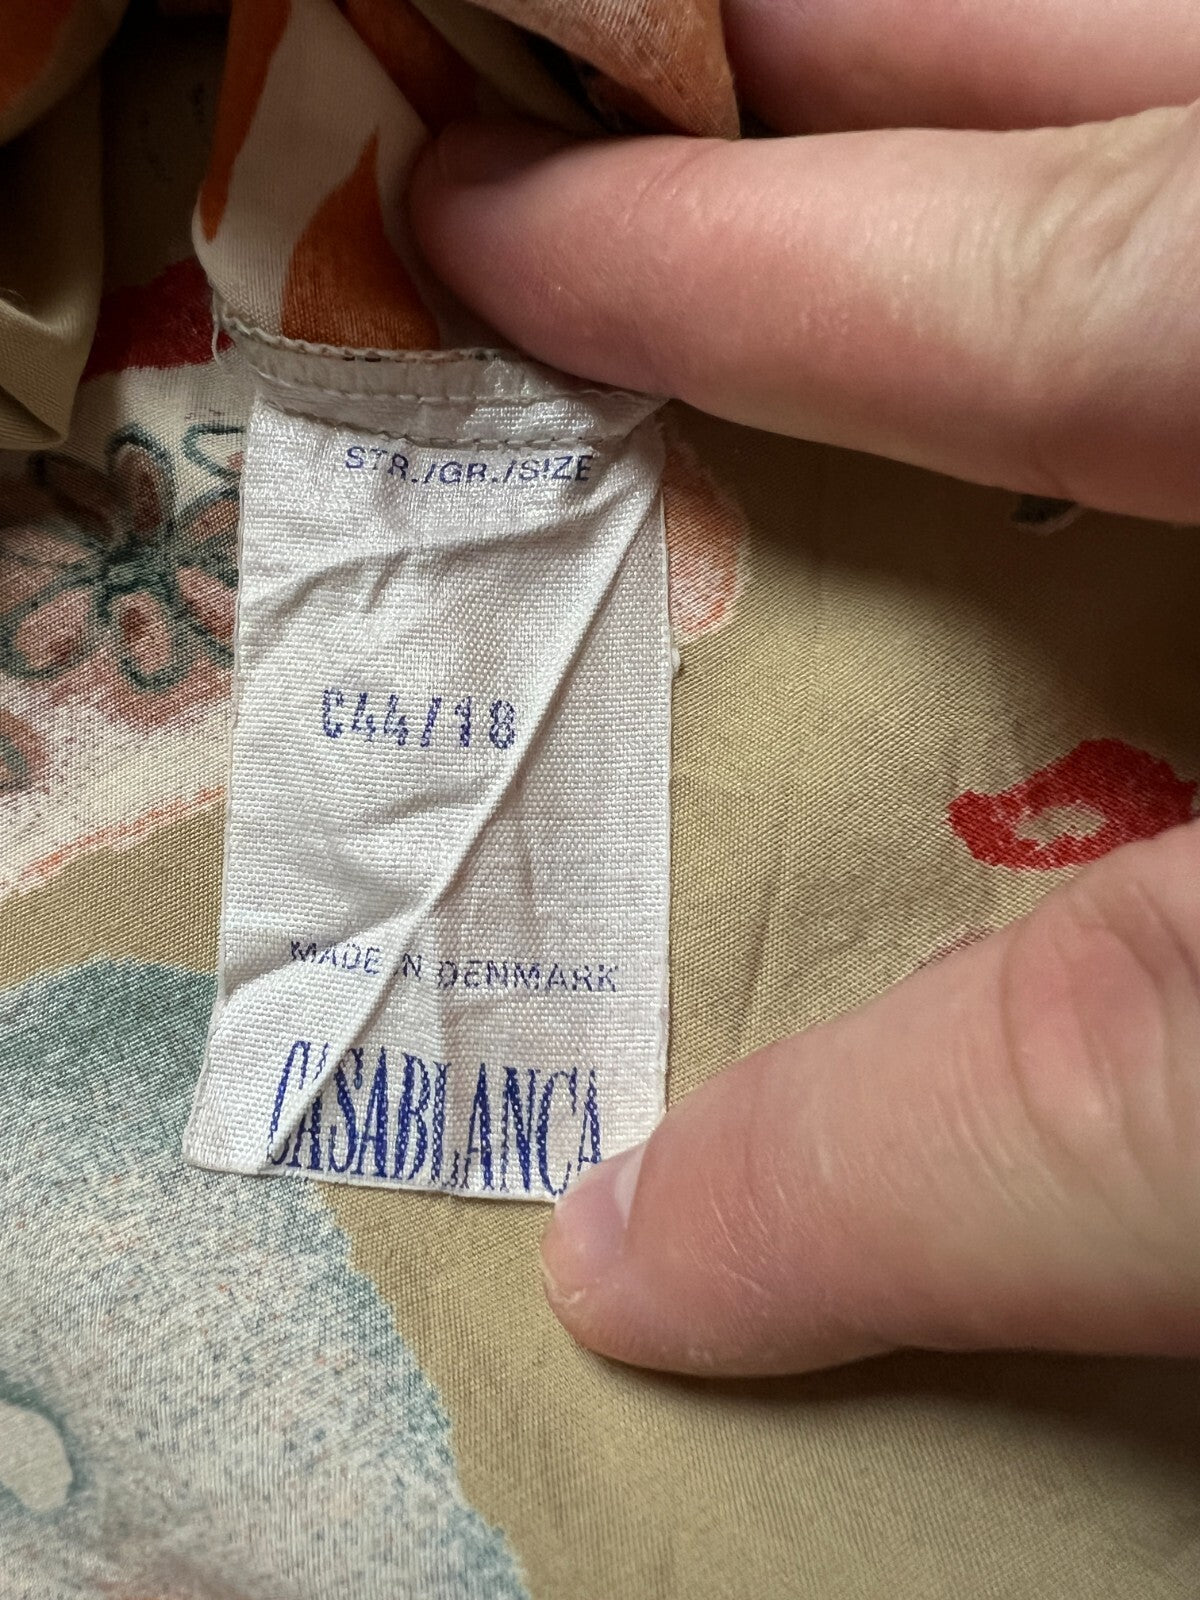 STR./GR./SIZE
C44/18
MADE IN DENMARK
CASABLANCA